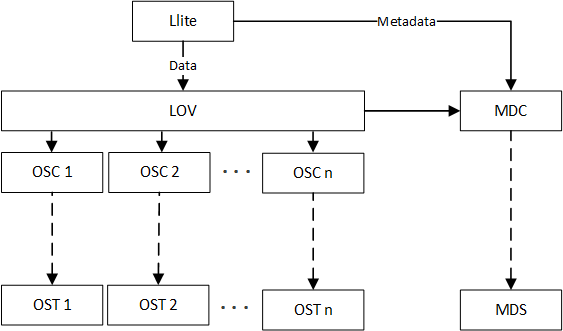 Llite
Metadata
Data
LOV
MDC
OSC 1
OSC 2
· · ·
OSC n
OST 1
OST 2
· · ·
OST n
MDS